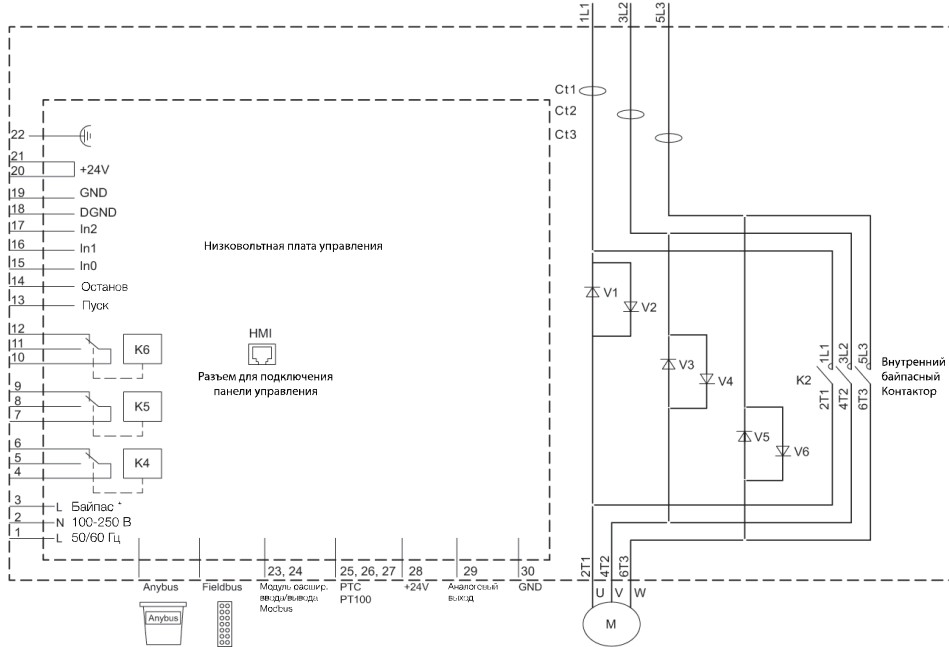 1L1
3L2
5L3
Ct1
Ct2
Ct3
22
21
20
+24V
19
GND
18
DGND
17
In2
16
In1
15
In0
14
Останов
13
Пуск
Низковольтная плата управления
12
11
10
K6
HMI
Разъем для подключения
панели управления
9
8
7
K5
6
5
4
K4
3
L Байпас *
2
N 100-250 В
1
L 50/60 Гц
V1
V2
V3
V4
V5
V6
K2
1L1
3L2
5L3
2T1
4T2
6T3
Внутренний
байпасный
Контактор
23, 24
25, 26, 27
28
29
30
Anybus
Fieldbus
Модуль расшир.
ввода/вывода
Modbus
PTC
PT100
+24V
Аналоговый
выход
GND
Anybus
2T1
4T2
6T3
U
V
W
M